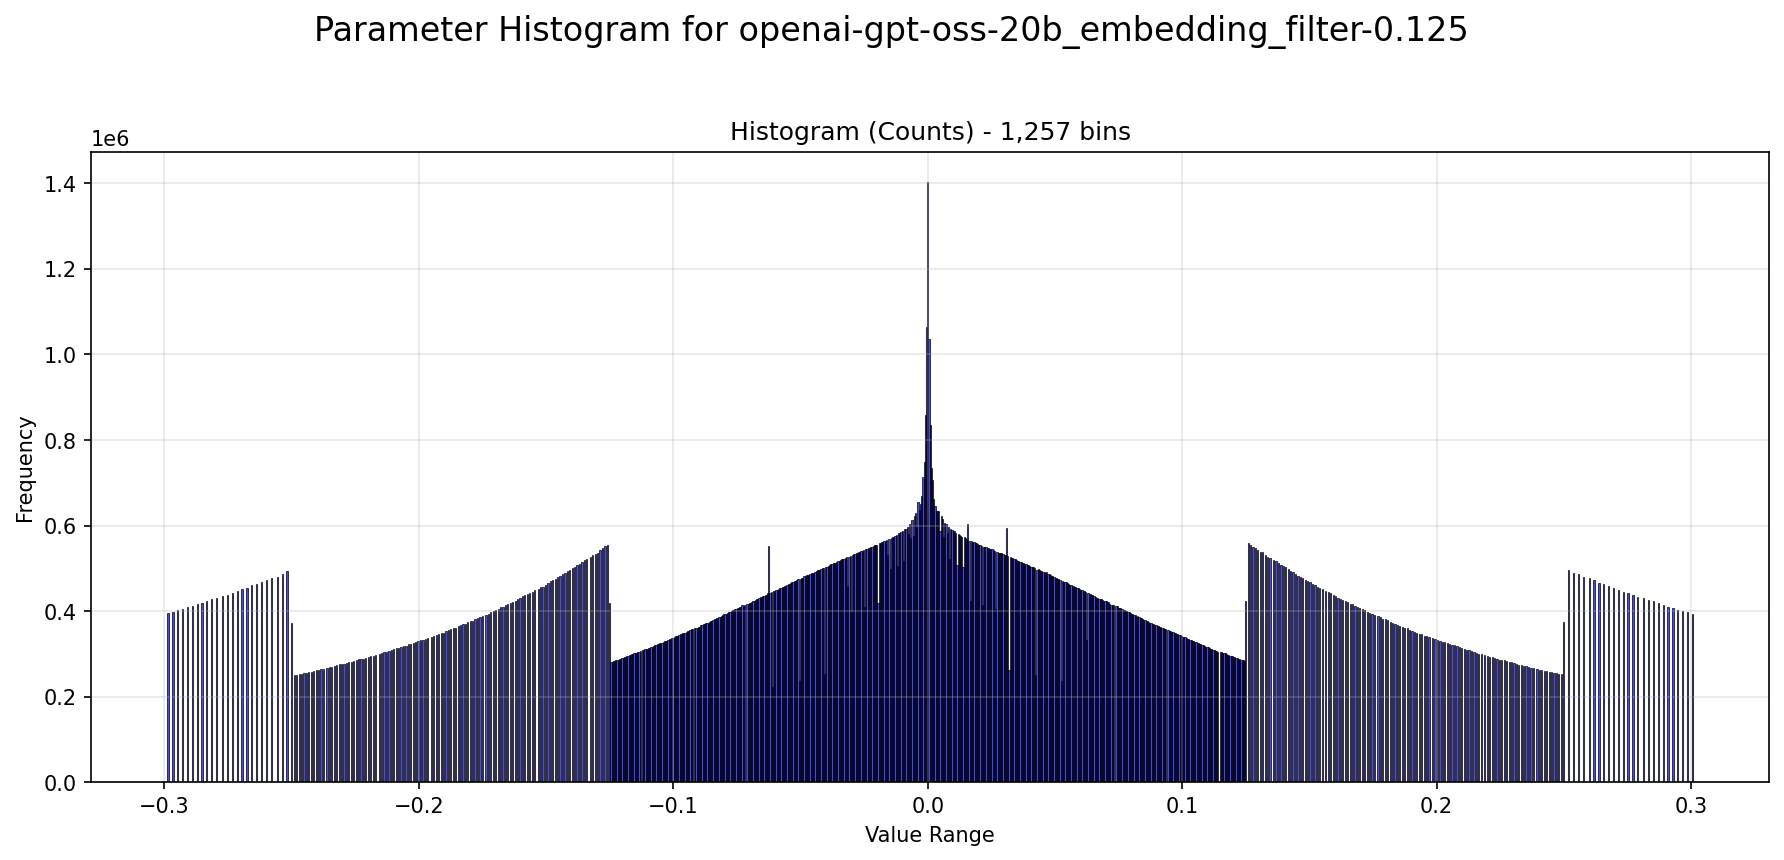 Parameter Histogram for openai-gpt-oss-20b_embedding_filter-0.125
Histogram (Counts) - 1,257 bins
1e6
1.4
1.2
1.0
0.8
0.6
0.4
0.2
0.0
Frequency
−0.3 −0.2 −0.1 0.0 0.1 0.2 0.3
Value Range